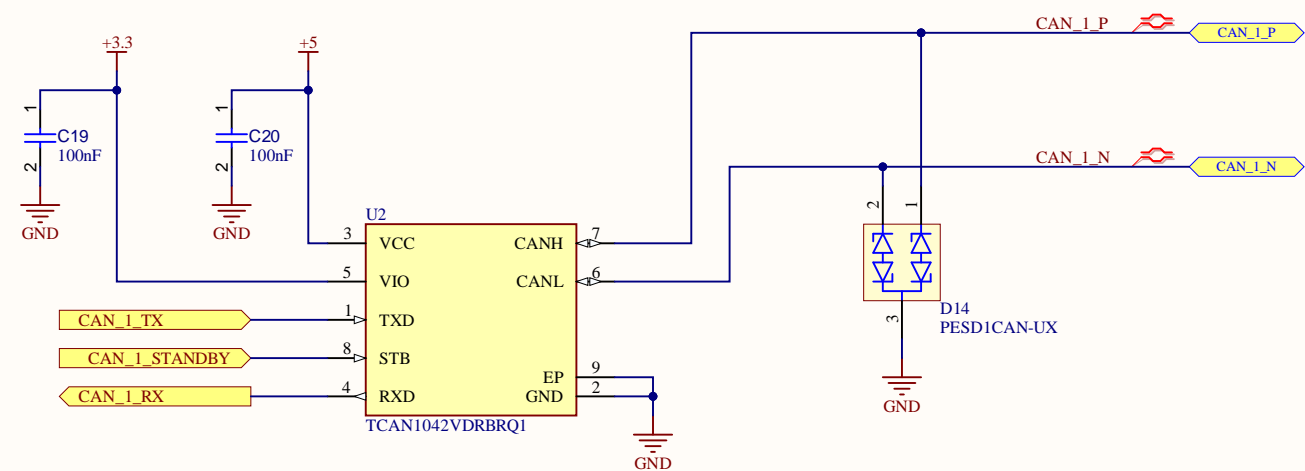 CAN_1_P
CAN_1_P
+3.3
+5
1
C19
100nF
2
GND
1
C20
100nF
2
GND
CAN_1_N
CAN_1_N
2
1
U2
3
VCC
CANH
7
5
VIO
CANL
6
CAN_1_TX
1
TXD
CAN_1_STANDBY
8
STB
CAN_1_RX
4
RXD
EP
9
GND
2
TCAN1042VDRBRQ1
GND
D14
PESD1CAN-UX
3
GND